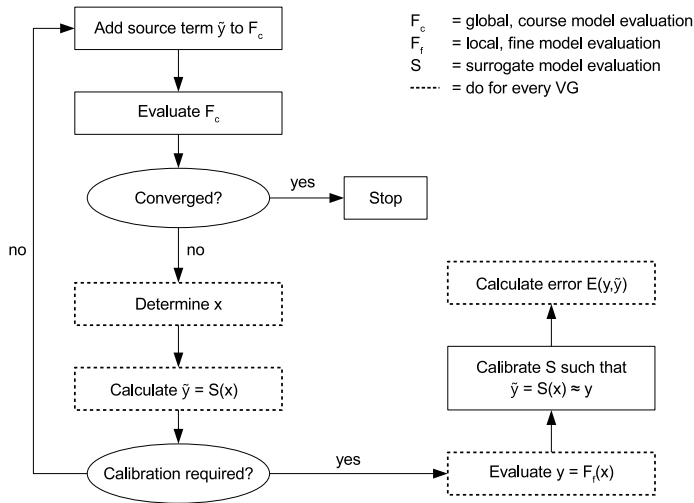 Add source term ỹ to F_c
F_c = global, course model evaluation
F_f = local, fine model evaluation
S = surrogate model evaluation
= do for every VG
Evaluate F_c
Converged?
yes
Stop
no
no
Determine x
Calculate error E(y,ỹ)
Calculate ỹ = S(x)
Calibrate S such that
ỹ = S(x) ≈ y
Calibration required?
yes
Evaluate y = F_f(x)